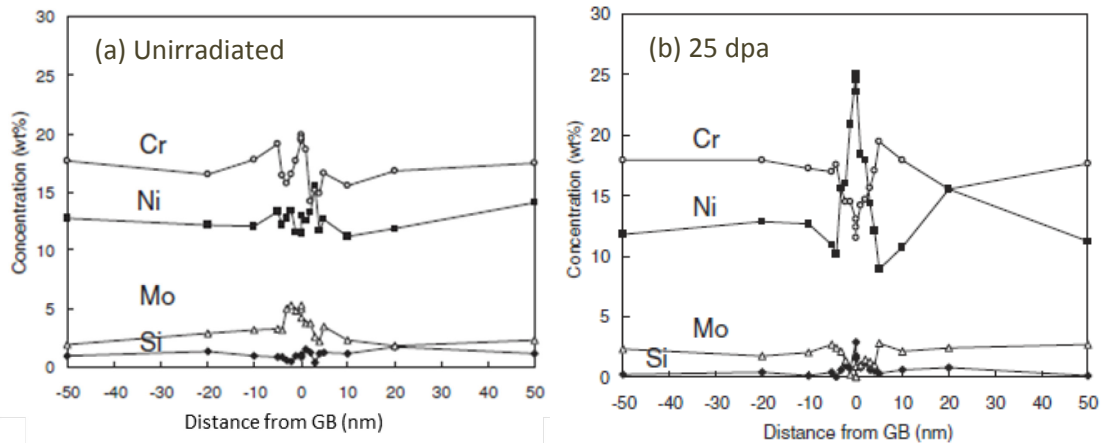 (a) Unirradiated
Concentration (wt%)
30
25
20
15
10
5
0
Cr
Ni
Mo
Si
-50 -40 -30 -20 -10 0 10 20 30 40 50
Distance from GB (nm)
(b) 25 dpa
Concentration (wt%)
30
25
20
15
10
5
0
Cr
Ni
Mo
Si
-50 -40 -30 -20 -10 0 10 20 30 40 50
Distance from GB (nm)